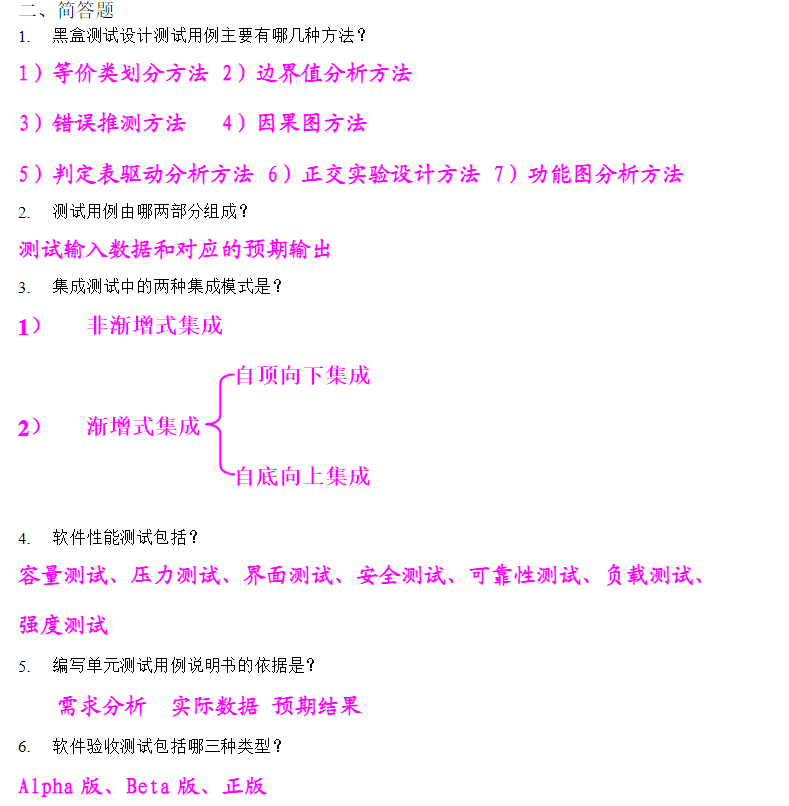 二、简答题
1. 黑盒测试设计测试用例主要有哪几种方法?
1）等价类划分方法 2）边界值分析方法
3）错误推测方法 4）因果图方法
5）判定表驱动分析方法 6）正交实验设计方法 7）功能图分析方法
2. 测试用例由哪两部分组成?
测试输入数据和对应的预期输出
3. 集成测试中的两种集成模式是?
1） 非渐增式集成
自顶向下集成
2） 渐增式集成
自底向上集成
4. 软件性能测试包括?
容量测试、压力测试、界面测试、安全测试、可靠性测试、负载测试、
强度测试
5. 编写单元测试用例说明书的依据是?
需求分析 实际数据 预期结果
6. 软件验收测试包括哪三种类型?
Alpha 版、Beta 版、正版